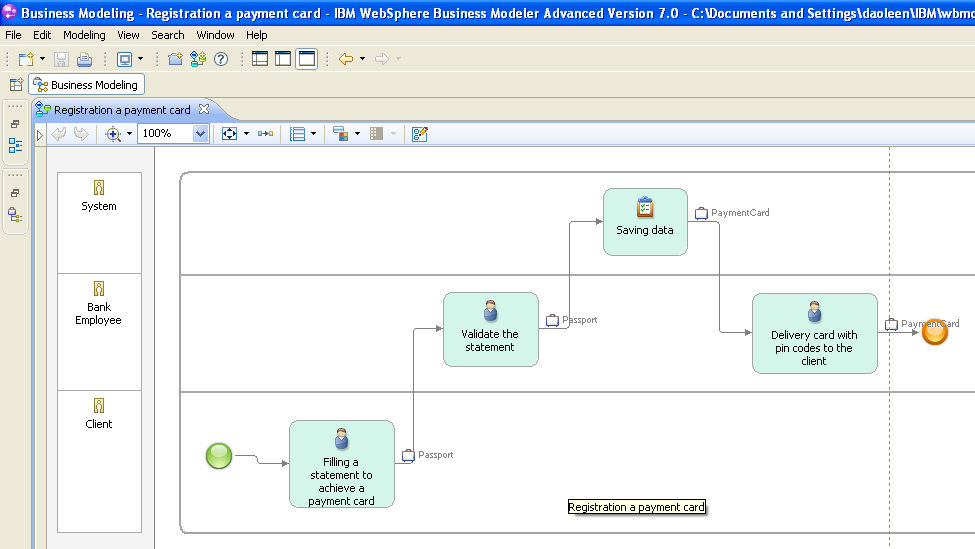 Business Modeling - Registration a payment card - IBM WebSphere Business Modeler Advanced Version 7.0 - C:\Documents and Settings\daoleen\IBM\wbmm
File Edit Modeling View Search Window Help
Business Modeling
Registration a payment card
100%
System
Saving data
PaymentCard
Bank
Employee
Validate the
statement
Passport
Delivery card with
pin codes to the
client
PaymentCard
Client
Filling a
statement to
achieve a
payment card
Passport
Registration a payment card